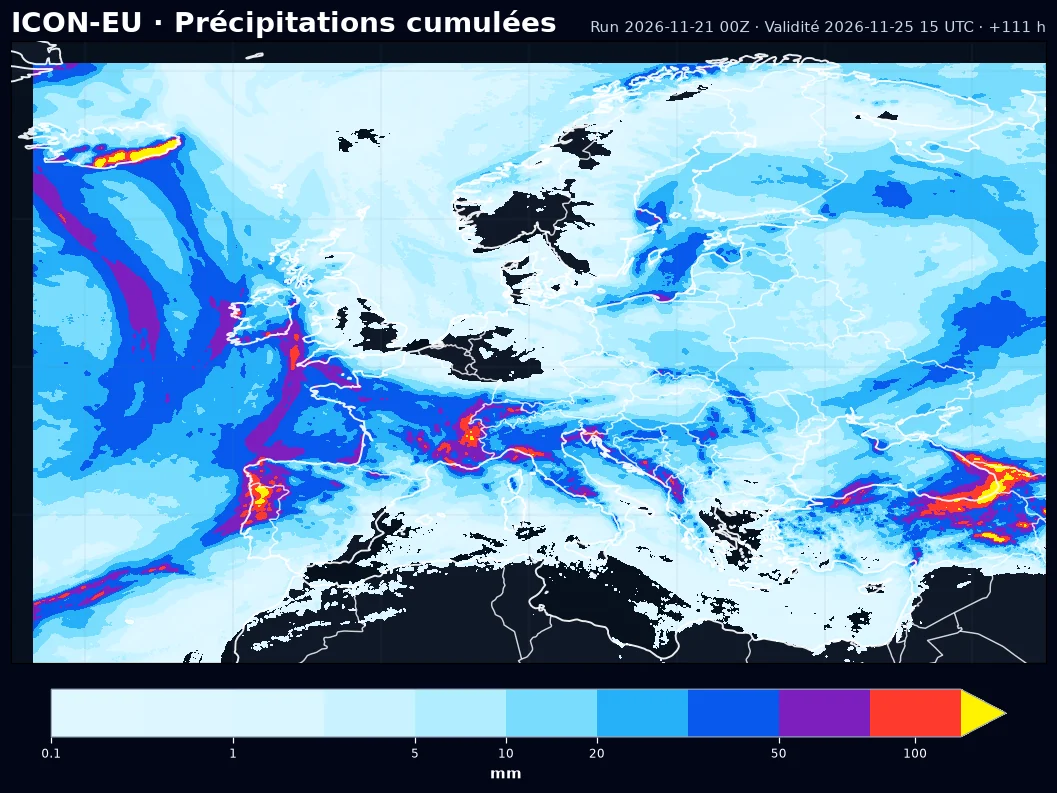 ICON-EU · Précipitations cumulées
Run 2026-11-21 00Z · Validité 2026-11-25 15 UTC · +111 h
0.1 1 5 10 20 50 100
mm